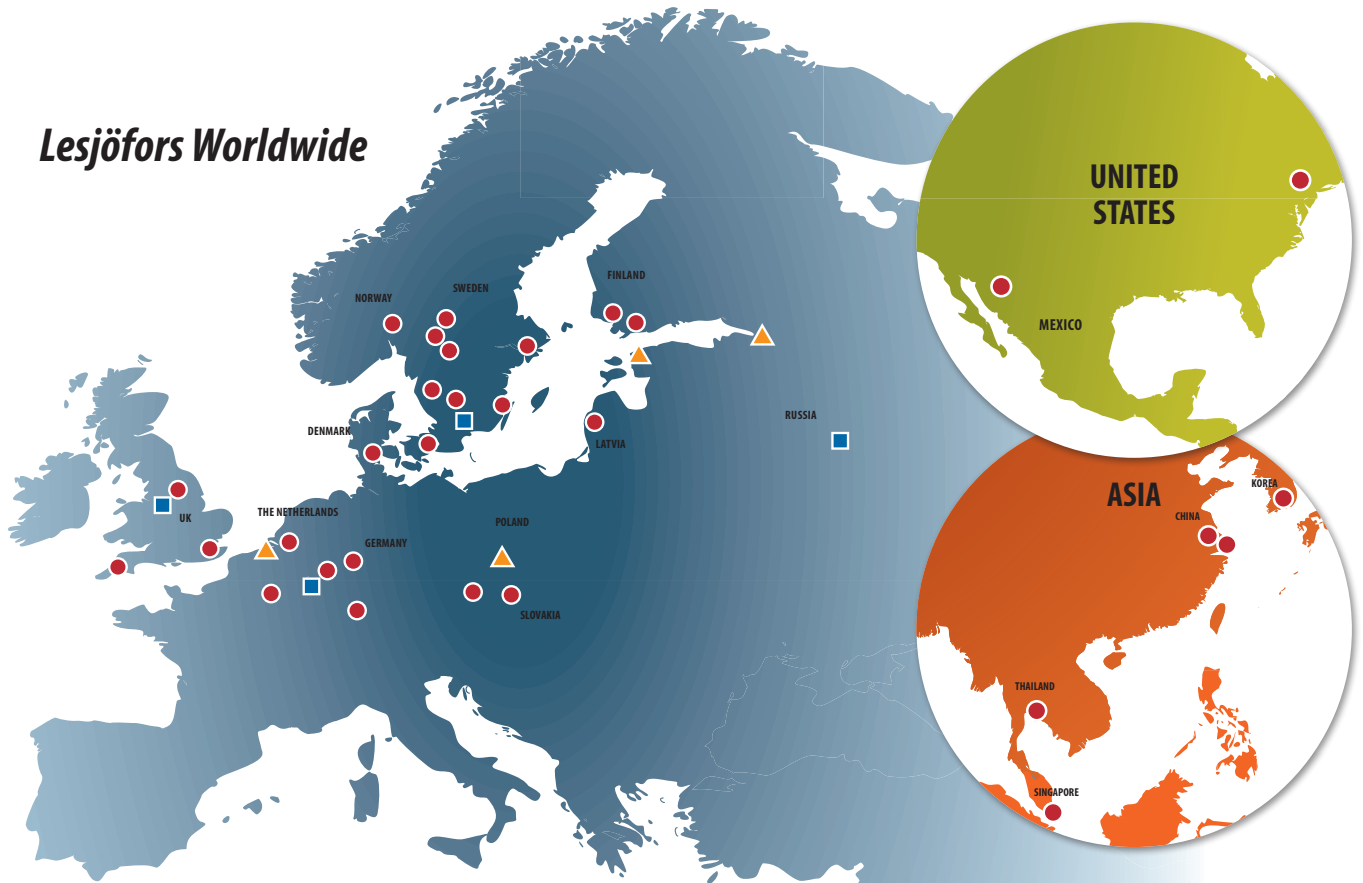 Lesjöfors Worldwide
UNITED
STATES
MEXICO
FINLAND
SWEDEN
NORWAY
DENMARK
LATVIA
RUSSIA
UK
THE NETHERLANDS
GERMANY
POLAND
SLOVAKIA
ASIA
KOREA
CHINA
THAILAND
SINGAPORE